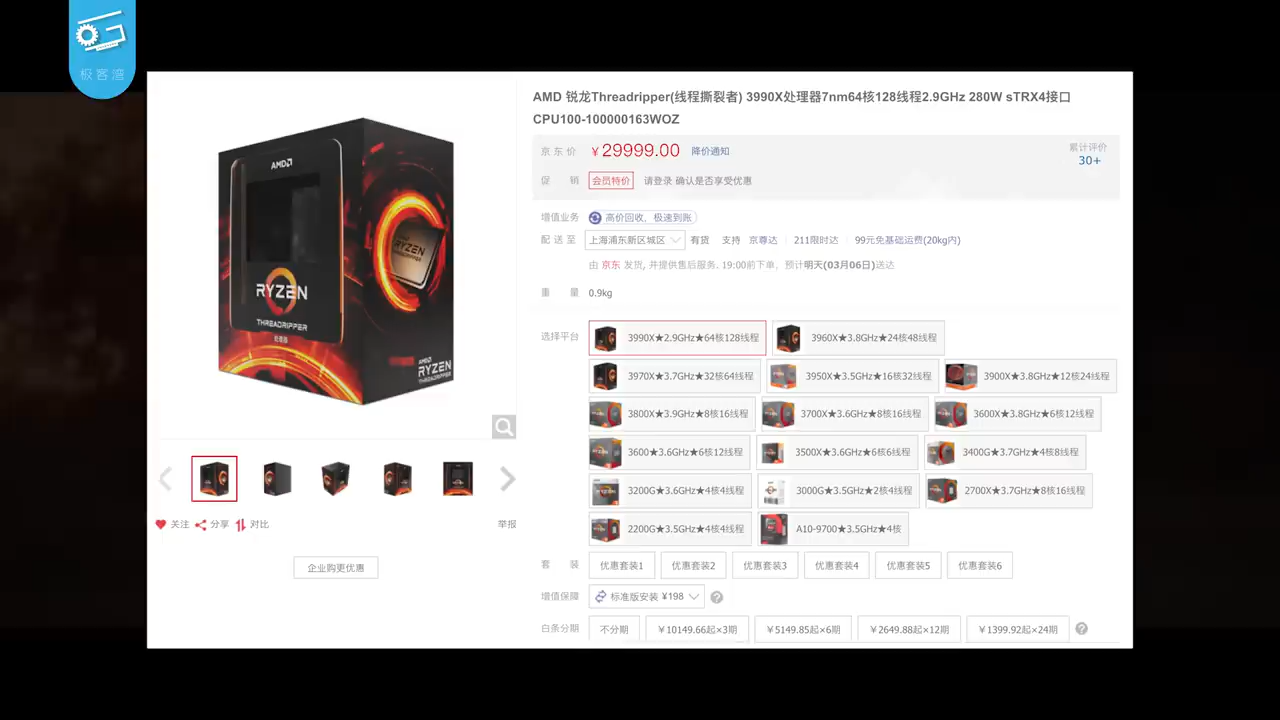 极客湾
AMD 锐龙Threadripper(线程撕裂者) 3990X处理器7nm64核128线程2.9GHz 280W sTRX4接口
CPU100-100000163WOZ
京东价 ￥29999.00 降价通知
累计评价
30+
促销 会员特价 请登录 确认是否享受优惠
增值业务 高价回收，极速到账
配送至 上海浦东新区城区 有货 支持 京尊达 211限时达 99元免基础运费(20kg内)
由 京东 发货, 并提供售后服务. 19:00前下单，预计明天(03月06日)送达
重量 0.9kg
选择平台 3990X★2.9GHz★64核128线程 3960X★3.8GHz★24核48线程
3970X★3.7GHz★32核64线程 3950X★3.5GHz★16核32线程 3900X★3.8GHz★12核24线程
3800X★3.9GHz★8核16线程 3700X★3.6GHz★8核16线程 3600X★3.8GHz★6核12线程
3600★3.6GHz★6核12线程 3500X★3.6GHz★6核6线程 3400G★3.7GHz★4核8线程
3200G★3.6GHz★4核4线程 3000G★3.5GHz★2核4线程 2700X★3.7GHz★8核16线程
2200G★3.5GHz★4核4线程 A10-9700★3.5GHz★4核
套装 优惠套装1 优惠套装2 优惠套装3 优惠套装4 优惠套装5 优惠套装6
增值保障 标准版安装 ¥198
白条分期 不分期 ￥10149.66起×3期 ￥5149.85起×6期 ￥2649.88起×12期 ￥1399.92起×24期
AMD
RYZEN
THREADRIPPER
处理器
RYZEN
AMD
RYZEN
THREADRIPPER
关注 分享 对比 举报
企业购更优惠